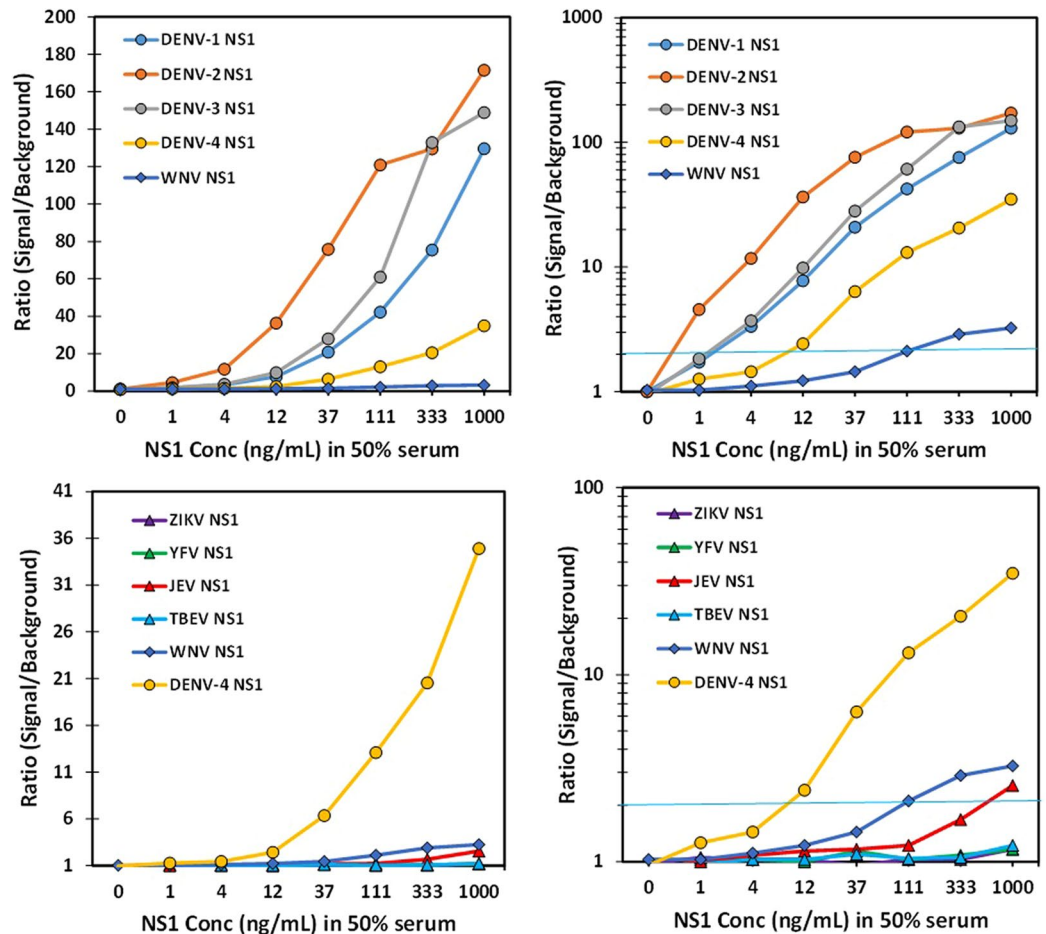 Ratio (Signal/Background)
200
180
160
140
120
100
80
60
40
20
0
DENV-1 NS1
DENV-2 NS1
DENV-3 NS1
DENV-4 NS1
WNV NS1
0 1 4 12 37 111 333 1000
NS1 Conc (ng/mL) in 50% serum
Ratio (Signal/Background)
1000
100
10
1
DENV-1 NS1
DENV-2 NS1
DENV-3 NS1
DENV-4 NS1
WNV NS1
0 1 4 12 37 111 333 1000
NS1 Conc (ng/mL) in 50% serum
Ratio (Signal/Background)
41
36
31
26
21
16
11
6
1
ZIKV NS1
YFV NS1
JEV NS1
TBEV NS1
WNV NS1
DENV-4 NS1
0 1 4 12 37 111 333 1000
NS1 Conc (ng/mL) in 50% serum
Ratio (Signal/Background)
100
10
1
ZIKV NS1
YFV NS1
JEV NS1
TBEV NS1
WNV NS1
DENV-4 NS1
0 1 4 12 37 111 333 1000
NS1 Conc (ng/mL) in 50% serum